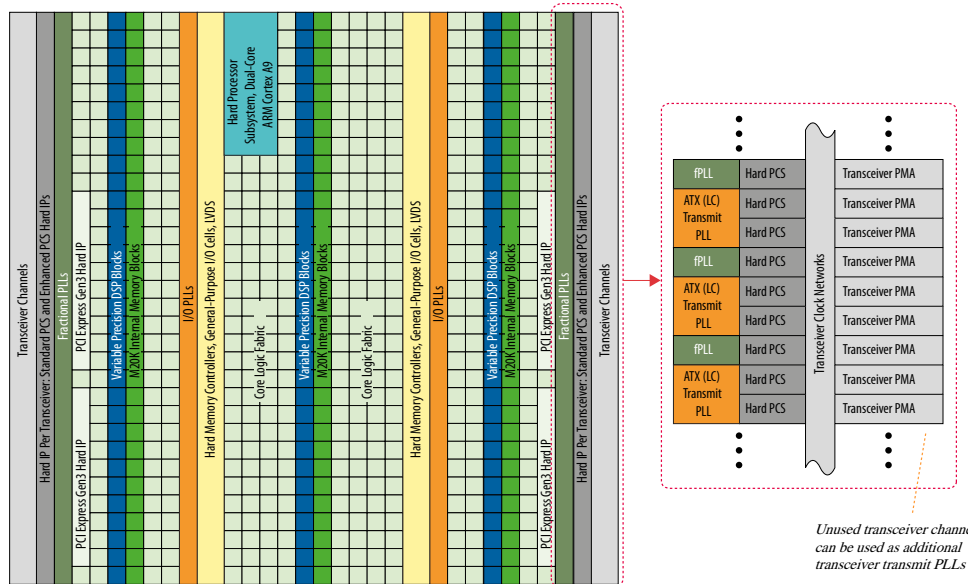 Transceiver Channels
Hard IP Per Transceiver: Standard PCS and Enhanced PCS Hard IPs
Fractional PLLs
PCI Express Gen3 Hard IP
PCI Express Gen3 Hard IP
Variable Precision DSP Blocks
M20K Internal Memory Blocks
I/O PLLs
Hard Memory Controllers, General-Purpose I/O Cells, LVDS
Hard Processor
Subsystem, Dual-Core
ARM Cortex A9
Core Logic Fabric
Variable Precision DSP Blocks
M20K Internal Memory Blocks
Core Logic Fabric
Hard Memory Controllers, General-Purpose I/O Cells, LVDS
I/O PLLs
Variable Precision DSP Blocks
M20K Internal Memory Blocks
PCI Express Gen3 Hard IP
PCI Express Gen3 Hard IP
Fractional PLLs
Hard IP Per Transceiver: Standard PCS and Enhanced PCS Hard IPs
Transceiver Channels
fPLL
ATX (LC)
Transmit
PLL
fPLL
ATX (LC)
Transmit
PLL
fPLL
ATX (LC)
Transmit
PLL
Hard PCS
Hard PCS
Hard PCS
Hard PCS
Hard PCS
Hard PCS
Hard PCS
Hard PCS
Hard PCS
Transceiver Clock Networks
Transceiver PMA
Transceiver PMA
Transceiver PMA
Transceiver PMA
Transceiver PMA
Transceiver PMA
Transceiver PMA
Transceiver PMA
Transceiver PMA
Unused transceiver chann
can be used as additional
transceiver transmit PLLs